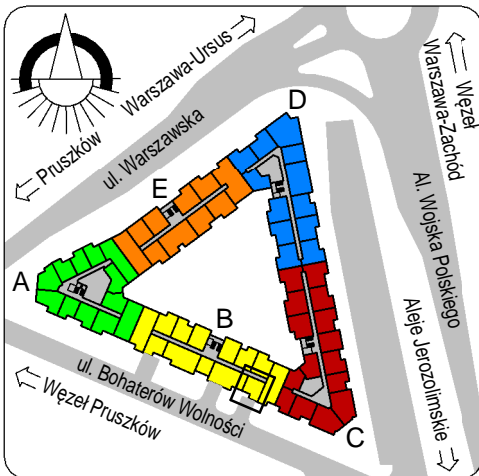 Warszawa-Ursus
Pruszków
ul. Warszawska
Węzeł
Warszawa-Zachód
Al. Wojska Polskiego
Aleje Jerozolimskie
D
E
A
B
C
ul. Bohaterów Wolności
Węzeł Pruszków